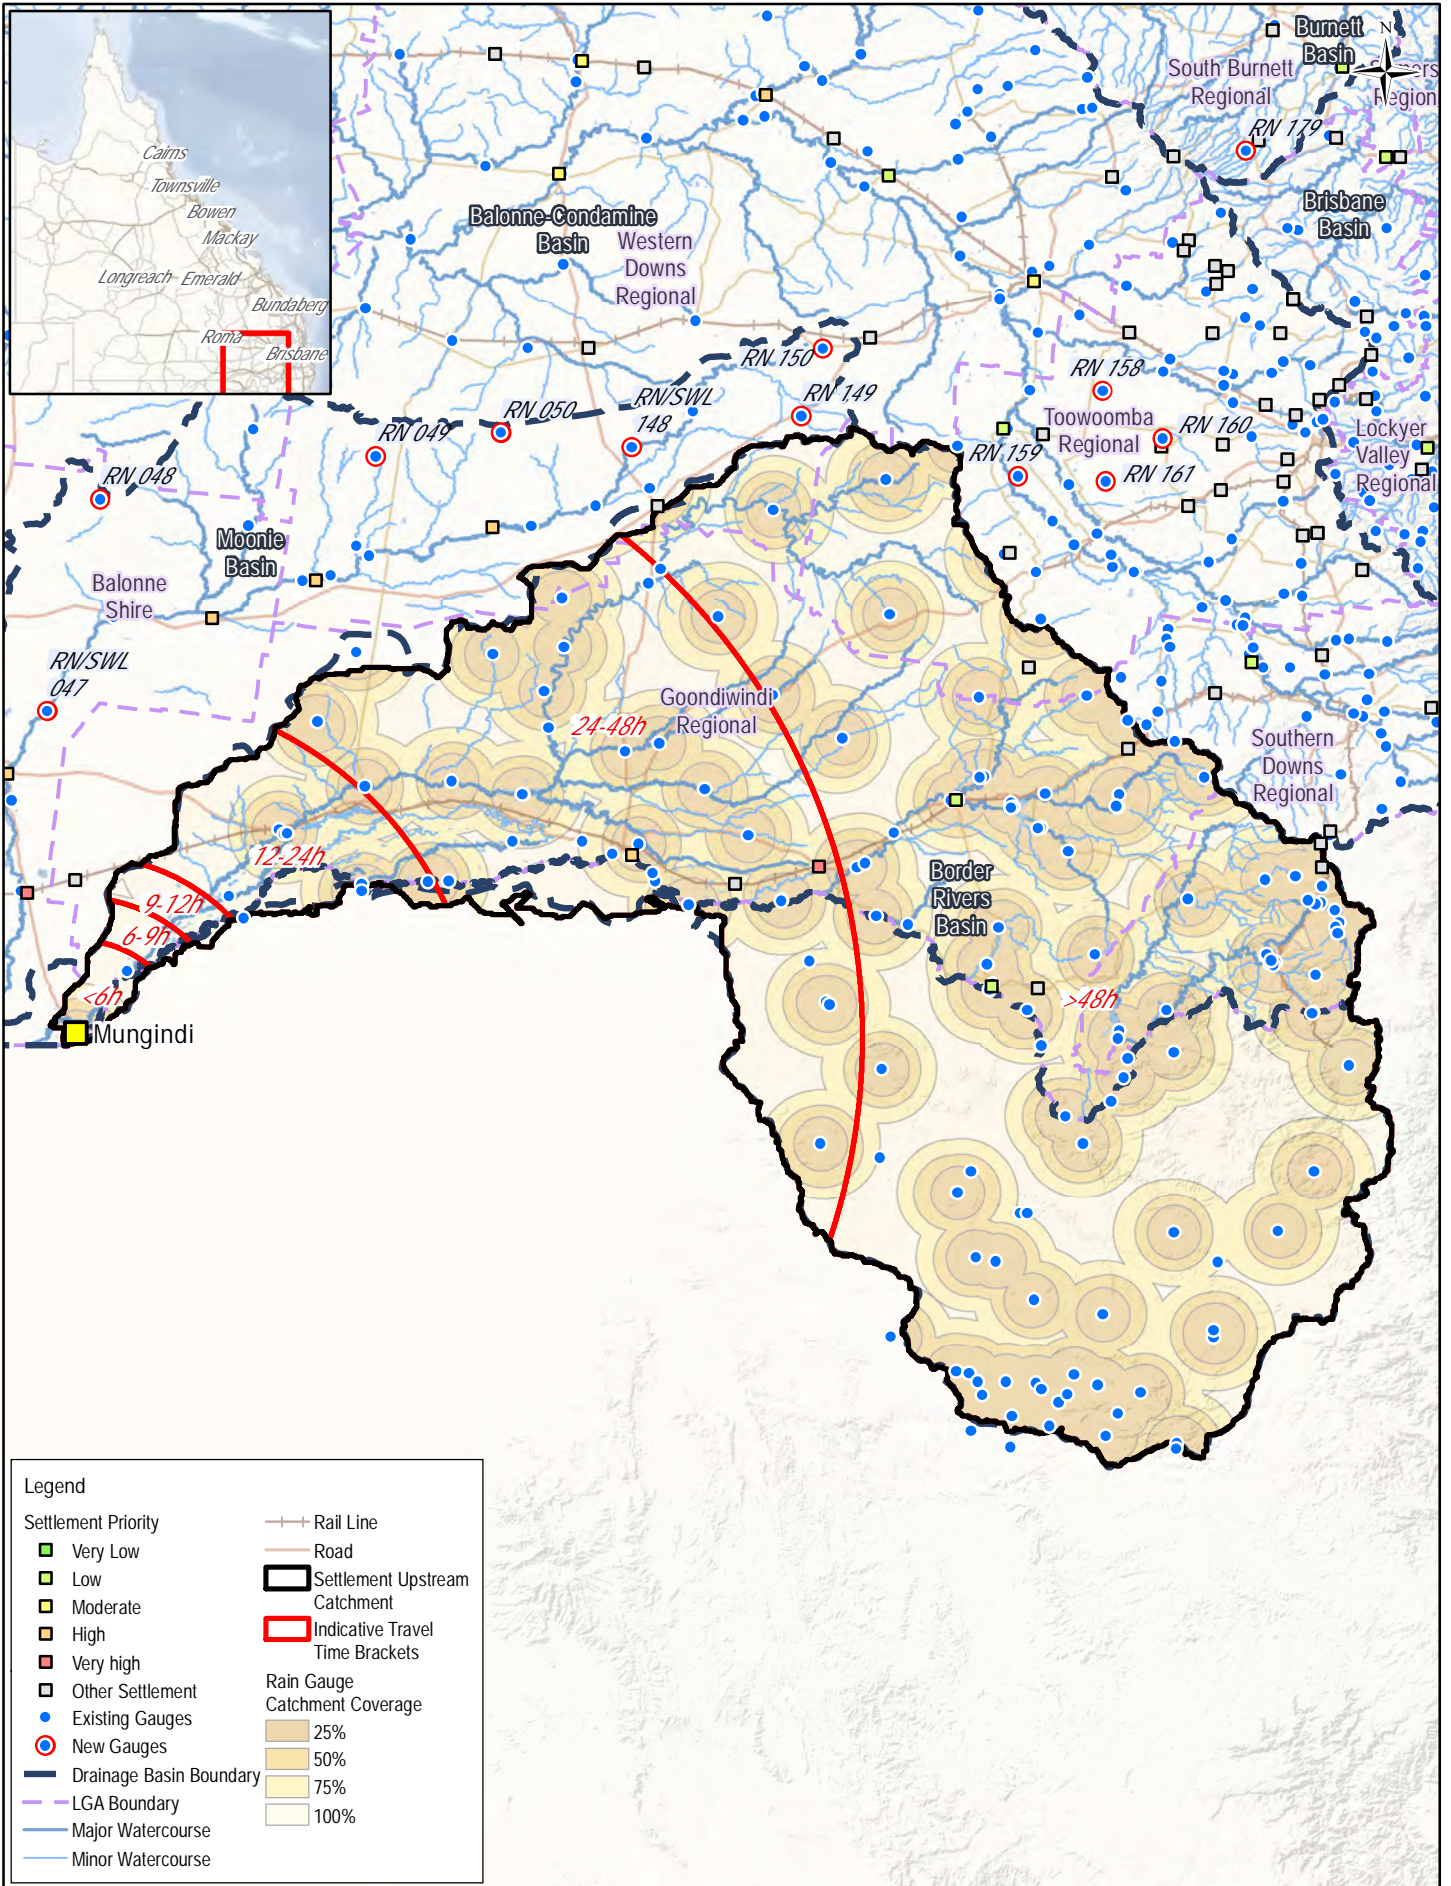 Cairns
Townsville
Bowen
Mackay
Longreach
Emerald
Bundaberg
Roma
Brisbane
N
Burnett
Basin
South Burnett
Regional
RN 179
Brisbane
Basin
Balonne-Condamine
Basin
Western
Downs
Regional
RN 150
RN 149
RN/SWL
148
RN 050
RN 049
RN 048
RN 158
Toowoomba
Regional
RN 160
RN 159
RN 161
Lockyer
Valley
Regional
Moonie
Basin
Balonne
Shire
RN/SWL
047
Goondiwindi
Regional
24-48h
Southern
Downs
Regional
12-24h
9-12h
6-9h
<6h
Border
Rivers
Basin
>48h
Mungindi
Legend
Settlement Priority
Very Low
Low
Moderate
High
Very high
Other Settlement
Existing Gauges
New Gauges
Drainage Basin Boundary
LGA Boundary
Major Watercourse
Minor Watercourse
Rail Line
Road
Settlement Upstream
Catchment
Indicative Travel
Time Brackets
Rain Gauge
Catchment Coverage
25%
50%
75%
100%